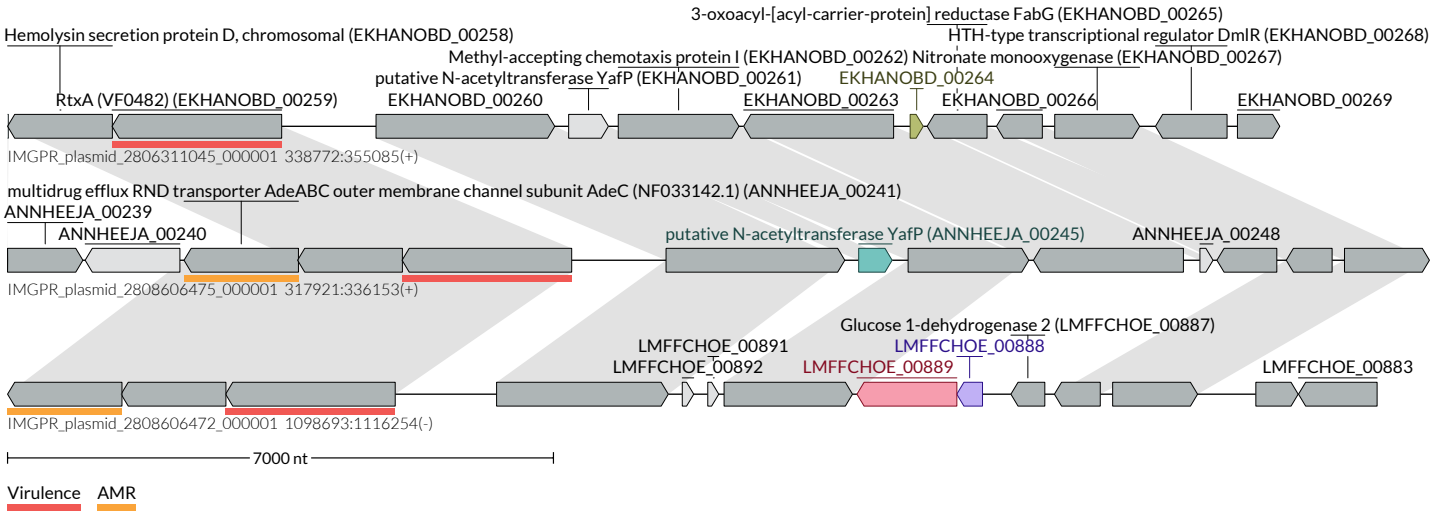 3-oxoacyl-[acyl-carrier-protein] reductase FabG (EKHANOBD_00265)
Hemolysin secretion protein D, chromosomal (EKHANOBD_00258)
HTH-type transcriptional regulator DmlR (EKHANOBD_00268)
Methyl-accepting chemotaxis protein I (EKHANOBD_00262)
Nitronate monooxygenase (EKHANOBD_00267)
putative N-acetyltransferase YafP (EKHANOBD_00261)
EKHANOBD_00264
RtxA (VF0482) (EKHANOBD_00259)
EKHANOBD_00260
EKHANOBD_00263
EKHANOBD_00266
EKHANOBD_00269
IMGPR_plasmid_2806311045_000001 338772:355085(+)
multidrug efflux RND transporter AdeABC outer membrane channel subunit AdeC (NF033142.1) (ANNHEEJA_00241)
ANNHEEJA_00239
ANNHEEJA_00240
putative N-acetyltransferase YafP (ANNHEEJA_00245)
ANNHEEJA_00248
IMGPR_plasmid_2808606475_000001 317921:336153(+)
Glucose 1-dehydrogenase 2 (LMFFCHOE_00887)
LMFFCHOE_00891
LMFFCHOE_00888
LMFFCHOE_00892
LMFFCHOE_00889
LMFFCHOE_00883
IMGPR_plasmid_2808606472_000001 1098693:1116254(-)
7000 nt
Virulence
AMR